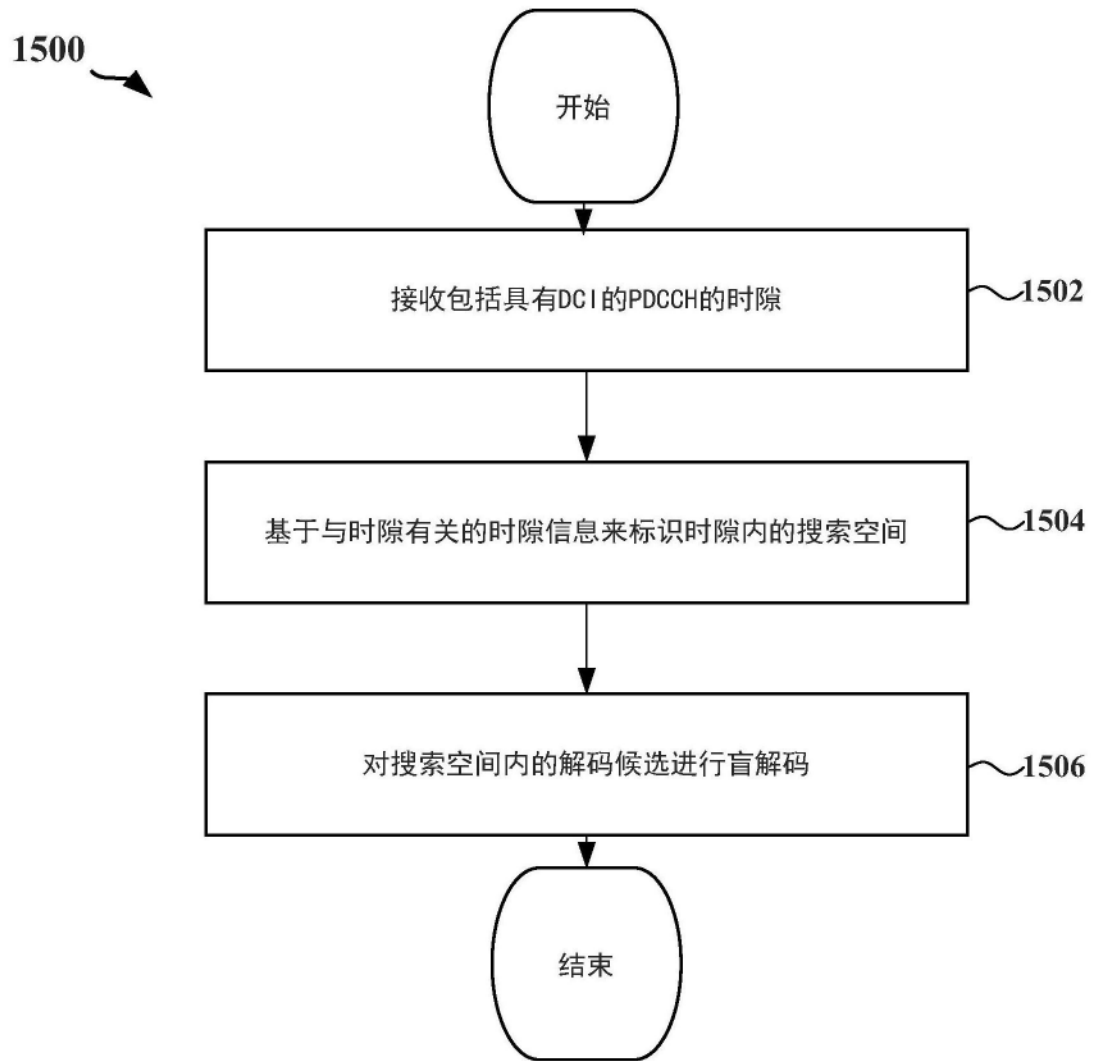 1500
开始
接收包括具有DCI的PDCCH的时隙
1502
基于与时隙有关的时隙信息来标识时隙内的搜索空间
1504
对搜索空间内的解码候选进行盲解码
1506
结束